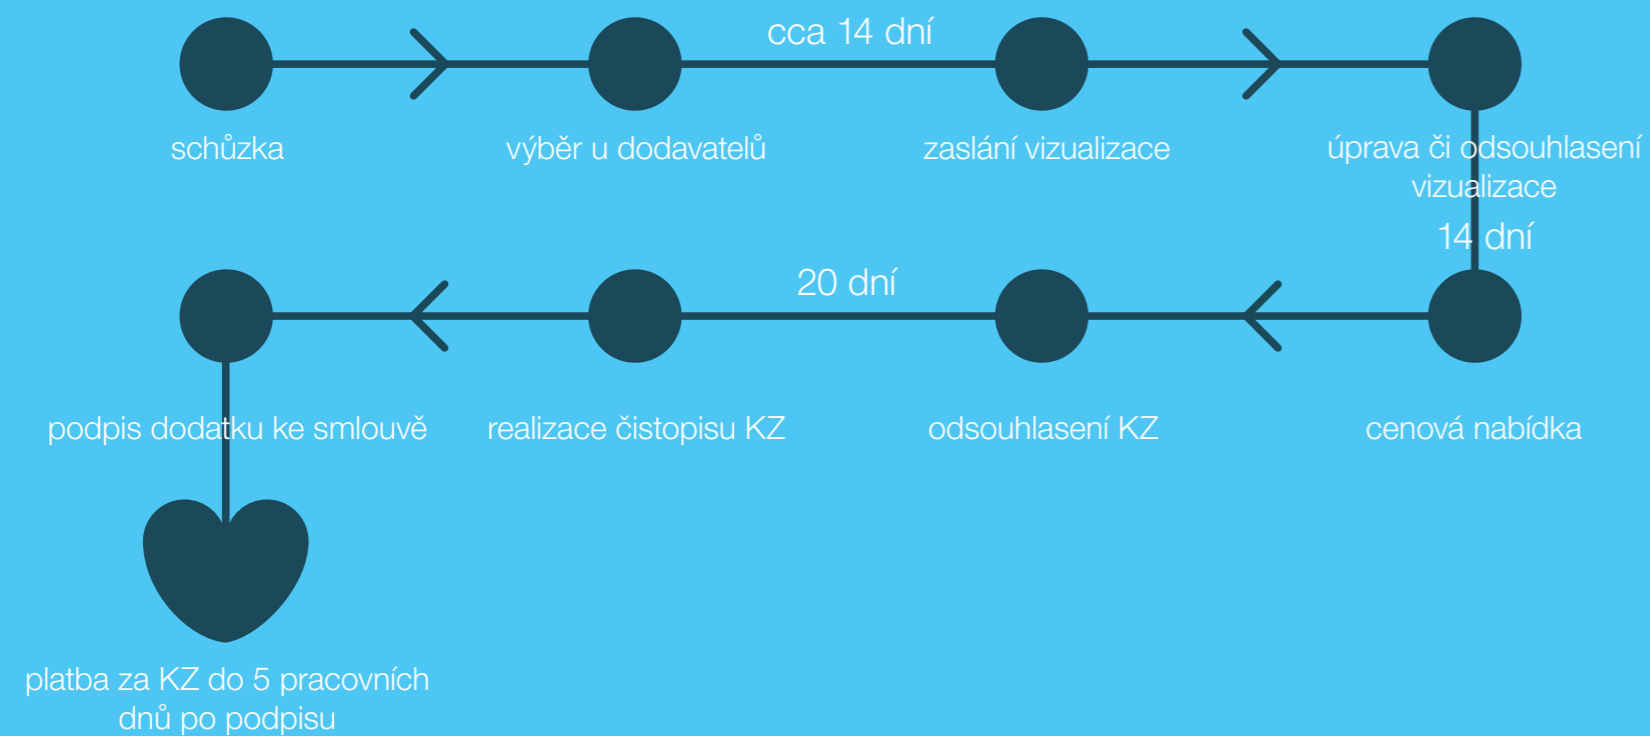 cca 14 dní
schůzka
výběr u dodavatelů
zaslání vizualizace
úprava či odsouhlasení
vizualizace
14 dní
20 dní
podpis dodatku ke smlouvě
realizace čistopisu KZ
odsouhlasení KZ
cenová nabídka
platba za KZ do 5 pracovních
dnů po podpisu